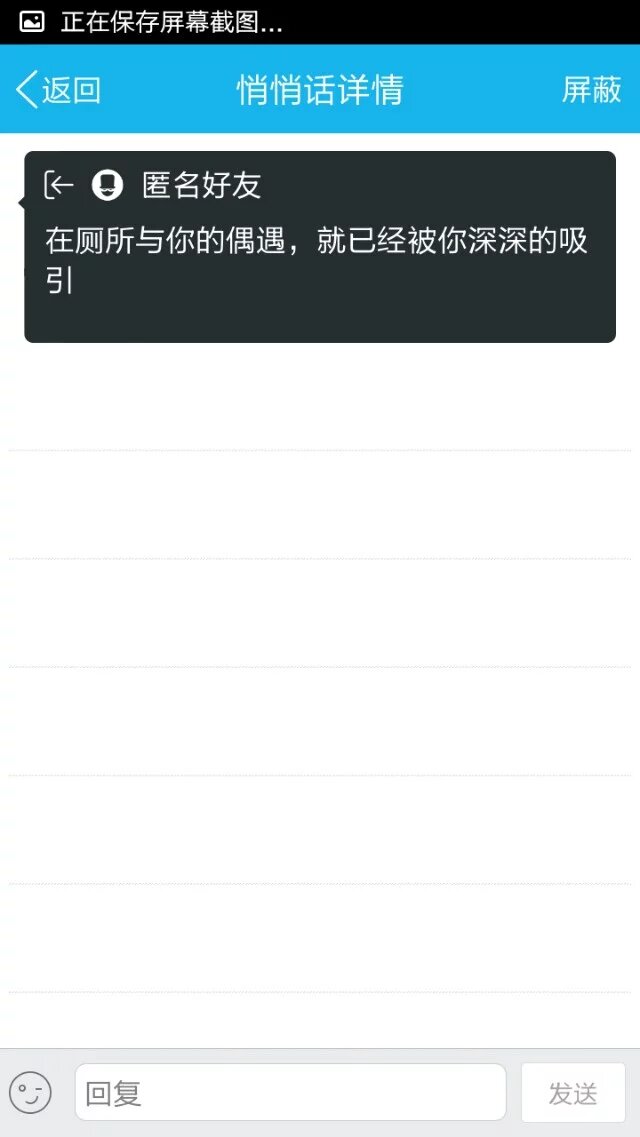 正在保存屏幕截图...
返回 悄悄话详情 屏蔽
匿名好友
在厕所与你的偶遇，就已经被你深深的吸
引
回复 发送